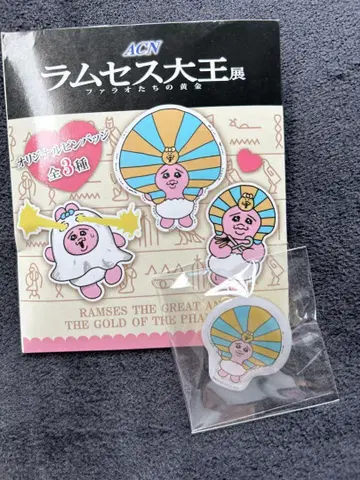 ACN
ラムセス大王展
ファラオたちの黄金
オリジナルピンバッジ
全3種
RAMSES THE GREAT AN
THE GOLD OF THE PHA